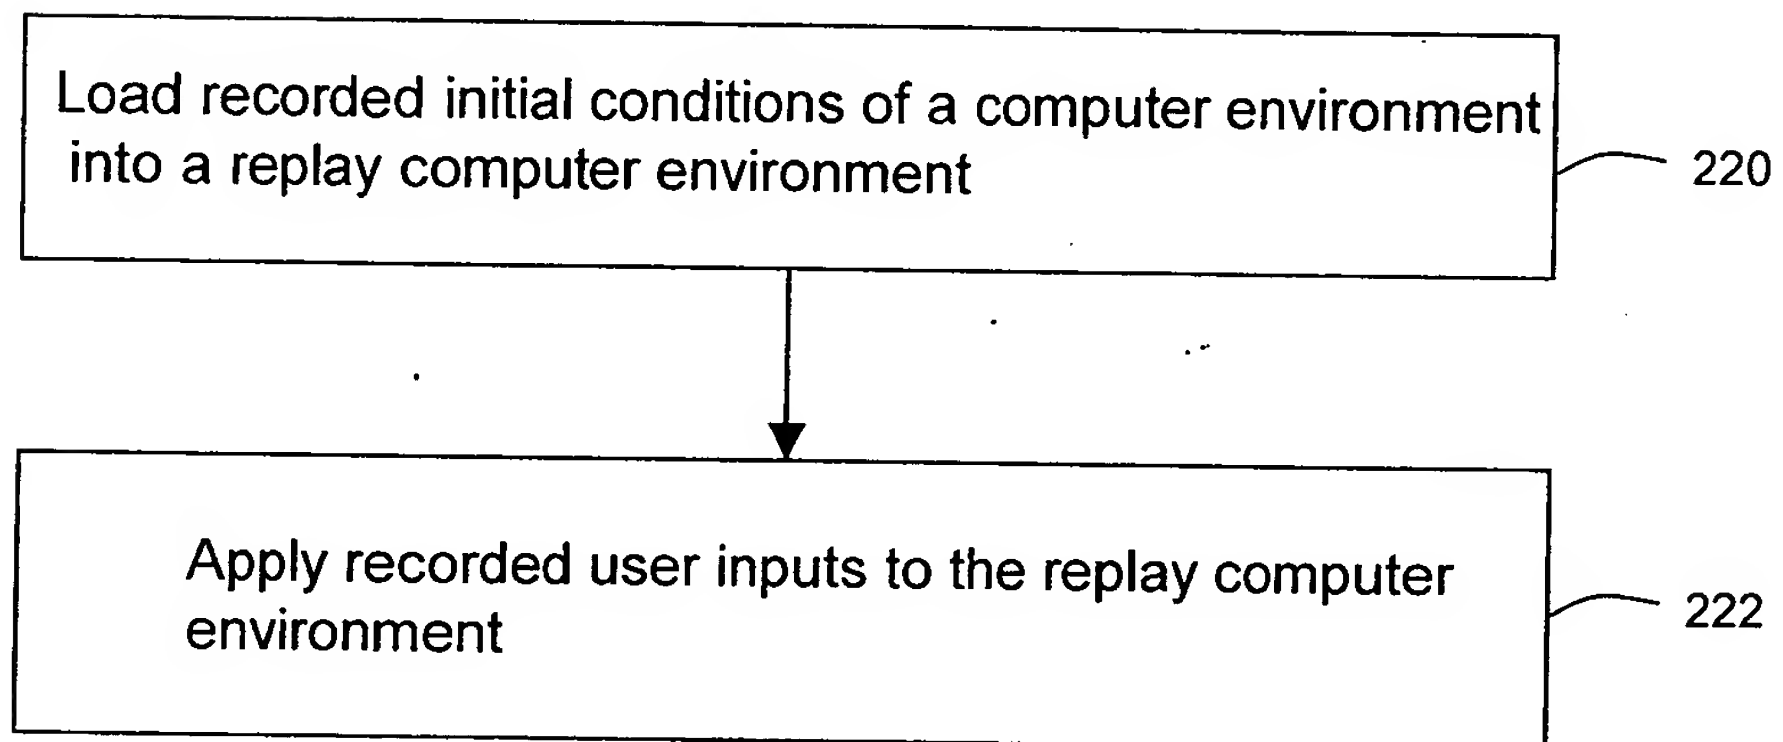 Load recorded initial conditions of a computer environment
into a replay computer environment
220
Apply recorded user inputs to the replay computer
environment
222